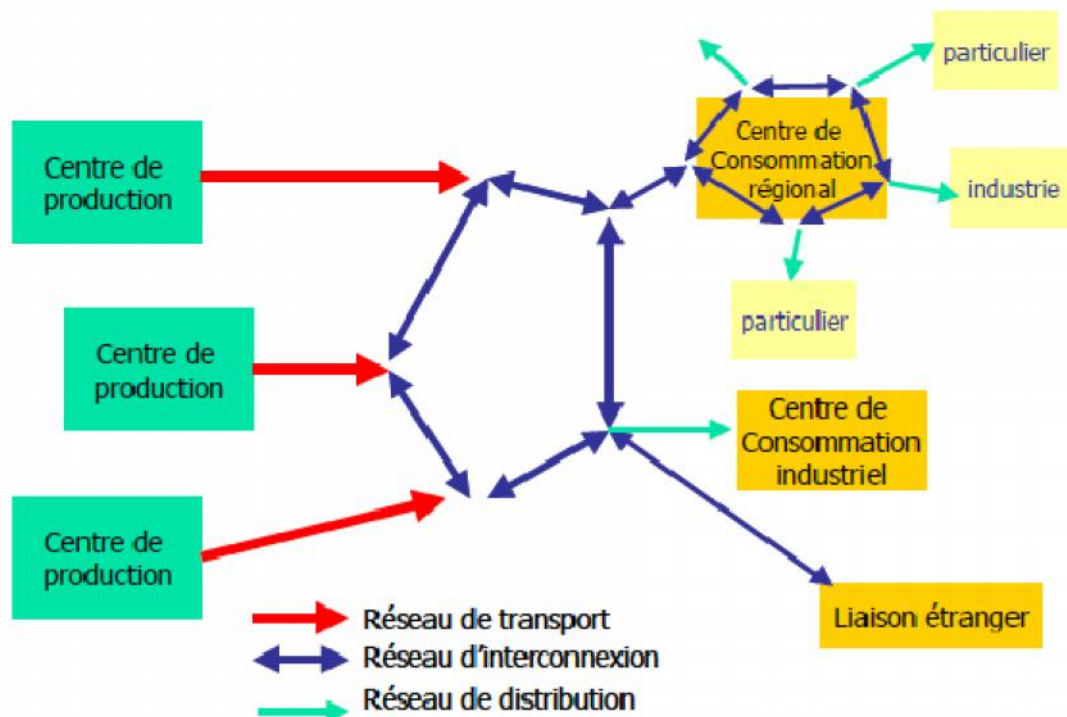 particulier
Centre de
Consommation
régional
Centre de
production
industrie
particulier
Centre de
production
Centre de
Consommation
industriel
Centre de
production
Liaison étranger
Réseau de transport
Réseau d'interconnexion
Réseau de distribution